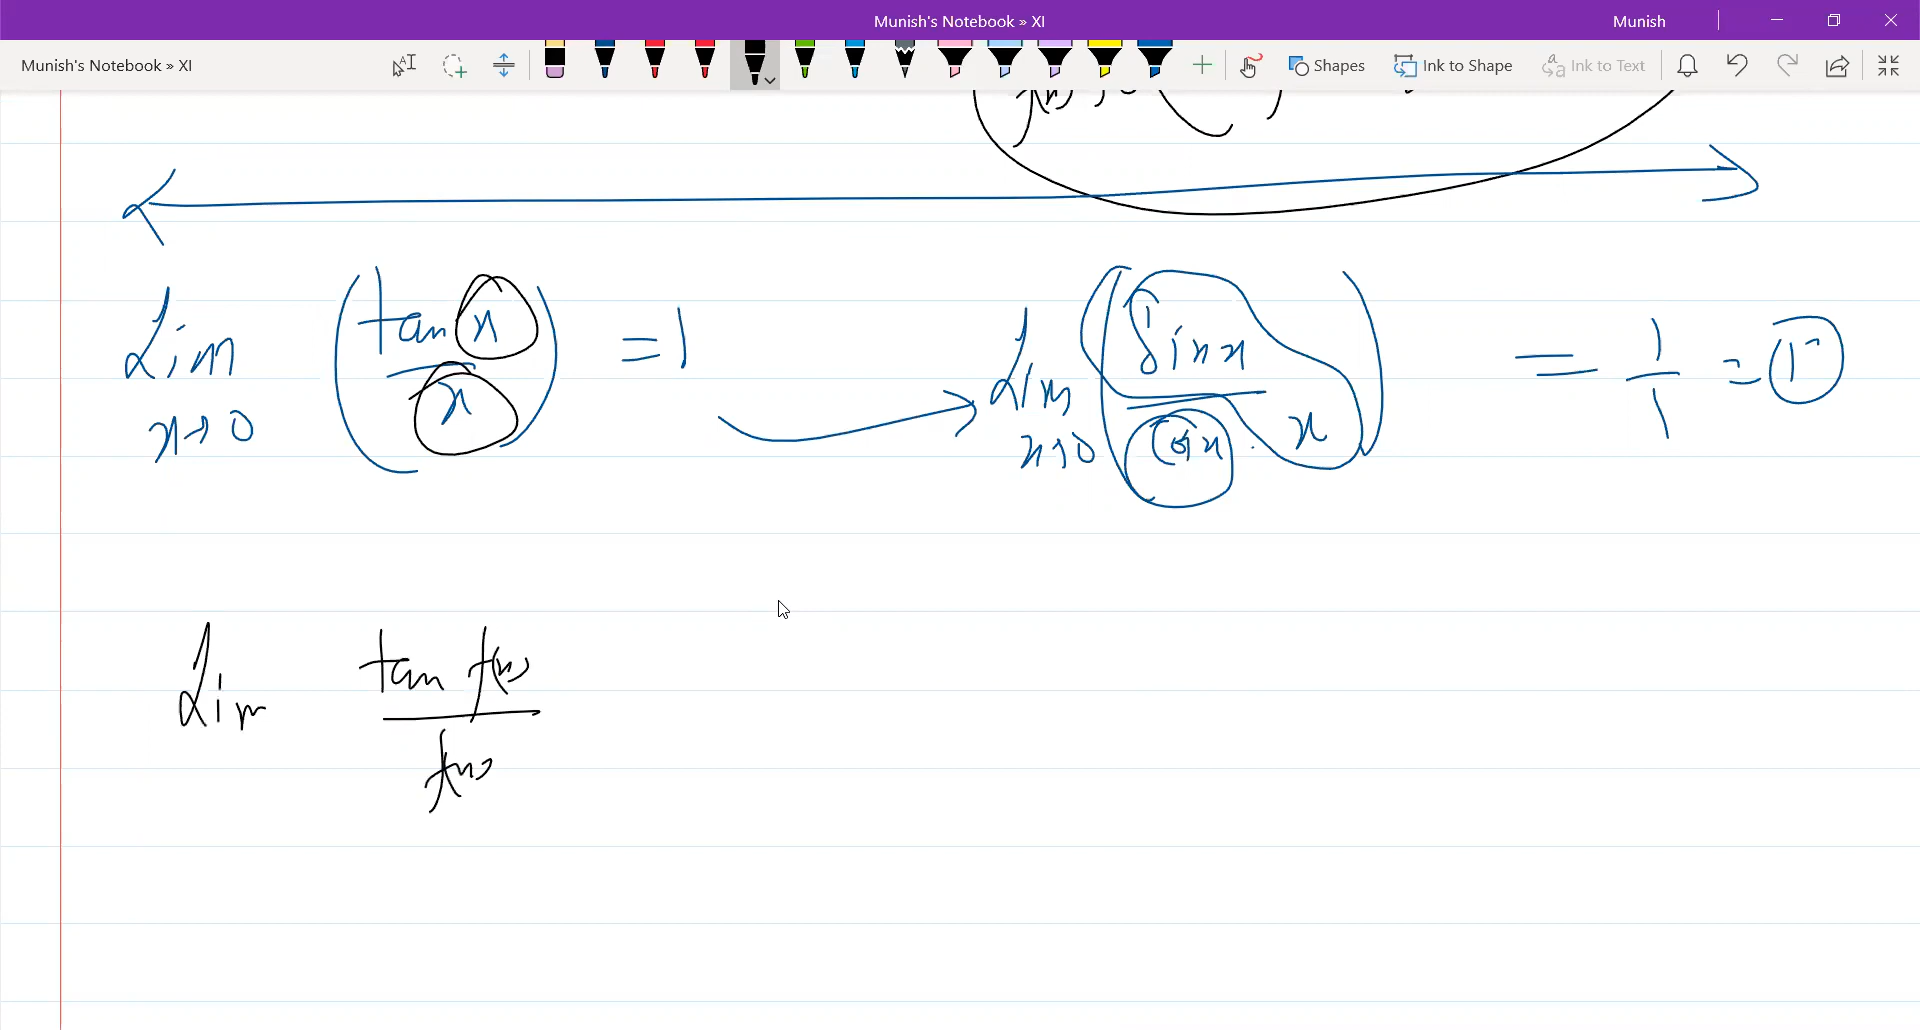 Munish's Notebook » XI
Munish
Munish's Notebook » XI
Shapes
Ink to Shape
Ink to Text
Lim x→0 (tan x / x) = 1
Lim x→0 (sin x / cos x · x) = 1/1 = 1
Lim tan f(x) / f(x)